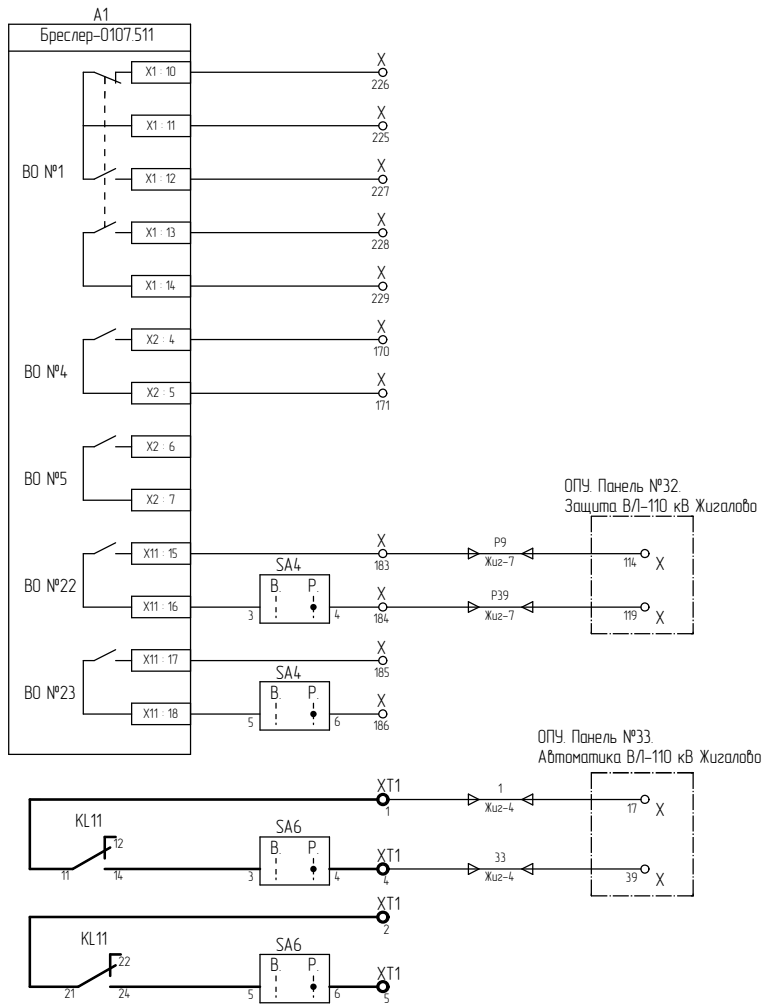 A1
Бреслер-0107.511
X1 : 10
X
226
X1 : 11
X
225
ВО №1
X1 : 12
X
227
X1 : 13
X
228
X1 : 14
X
229
X2 : 4
X
170
ВО №4
X2 : 5
X
171
X2 : 6
ВО №5
X2 : 7
ОПУ. Панель №32.
Защита ВЛ-110 кВ Жигалово
X11 : 15
X
183
P9
Жиг-7
114
X
ВО №22
SA4
В. Р.
X11 : 16
3
4
X
184
P39
Жиг-7
119
X
X11 : 17
X
185
ВО №23
SA4
В. Р.
X11 : 18
5
6
X
186
ОПУ. Панель №33.
Автоматика ВЛ-110 кВ Жигалово
XT1
1
1
Жиг-4
17
X
KL11
12
11
14
SA6
В. Р.
3
4
XT1
4
33
Жиг-4
39
X
XT1
2
KL11
22
21
24
SA6
В. Р.
5
6
XT1
5